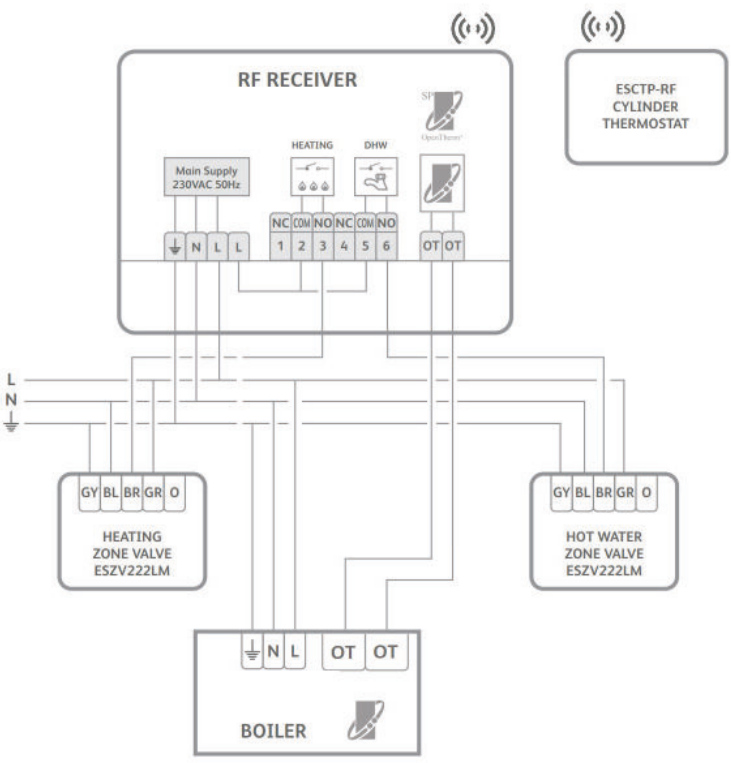 RF RECEIVER
ESCTP-RF
CYLINDER
THERMOSTAT
SP
OpenTherm
HEATING
DHW
Main Supply
230VAC 50Hz
NC COM NO NC COM NO
N L L 1 2 3 4 5 6 OT OT
L
N
GY BL BR GR O
HEATING
ZONE VALVE
ESZV222LM
GY BL BR GR O
HOT WATER
ZONE VALVE
ESZV222LM
N L OT OT
BOILER